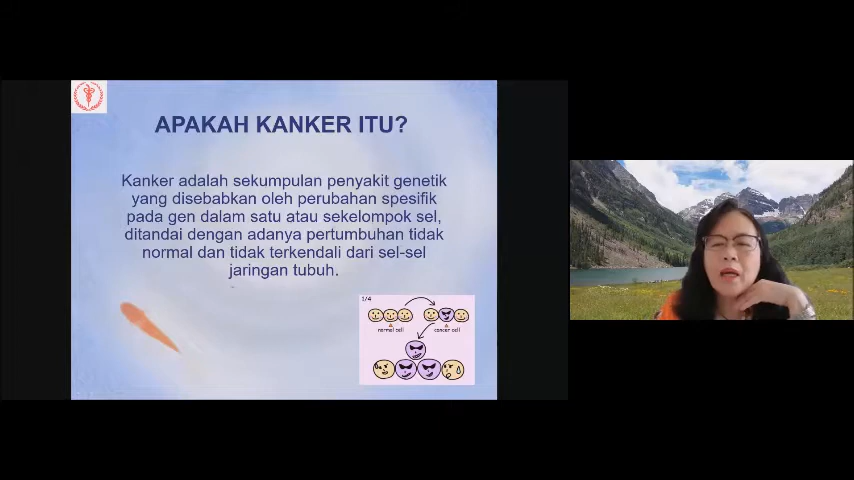 APAKAH KANKER ITU?
Kanker adalah sekumpulan penyakit genetik
yang disebabkan oleh perubahan spesifik
pada gen dalam satu atau sekelompok sel,
ditandai dengan adanya pertumbuhan tidak
normal dan tidak terkendali dari sel-sel
jaringan tubuh.
1/4
normal cell
cancer cell